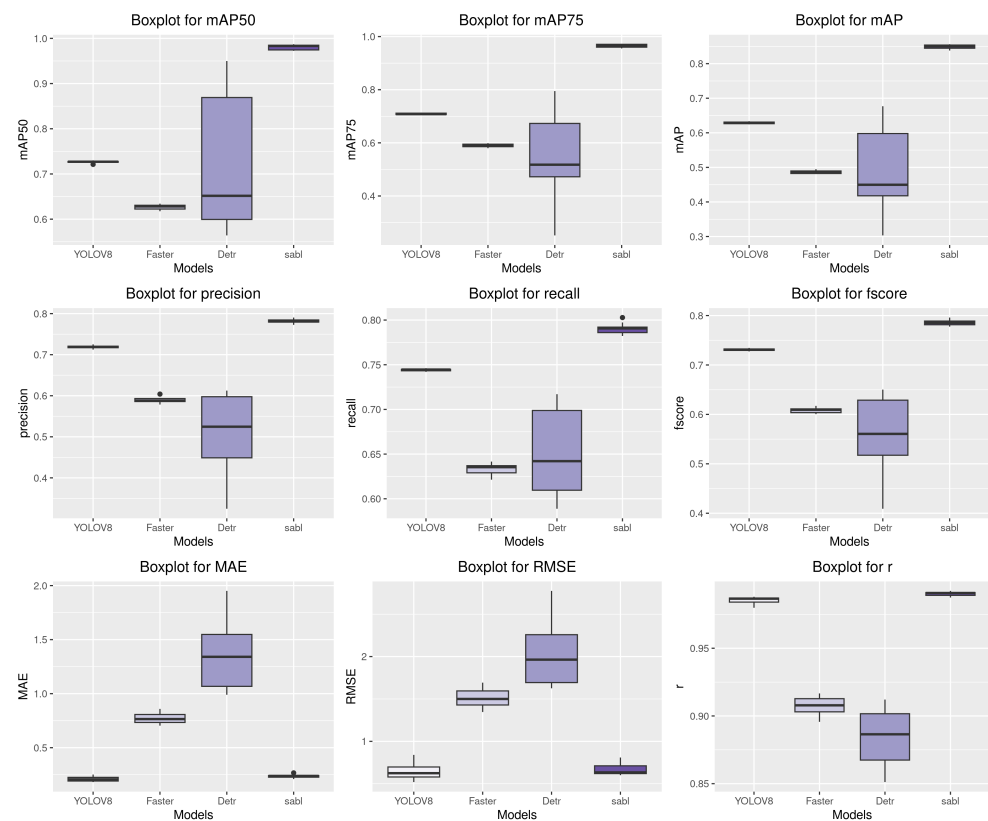 Boxplot for mAP50
mAP50
1.0
0.9
0.8
0.7
0.6
YOLOV8 Faster Detr sabl
Models
Boxplot for mAP75
mAP75
1.0
0.8
0.6
0.4
YOLOV8 Faster Detr sabl
Models
Boxplot for mAP
mAP
0.8
0.7
0.6
0.5
0.4
0.3
YOLOV8 Faster Detr sabl
Models
Boxplot for precision
precision
0.8
0.7
0.6
0.5
0.4
YOLOV8 Faster Detr sabl
Models
Boxplot for recall
recall
0.80
0.75
0.70
0.65
0.60
YOLOV8 Faster Detr sabl
Models
Boxplot for fscore
fscore
0.8
0.7
0.6
0.5
0.4
YOLOV8 Faster Detr sabl
Models
Boxplot for MAE
MAE
2.0
1.5
1.0
0.5
YOLOV8 Faster Detr sabl
Models
Boxplot for RMSE
RMSE
2
1
YOLOV8 Faster Detr sabl
Models
Boxplot for r
r
0.95
0.90
0.85
YOLOV8 Faster Detr sabl
Models